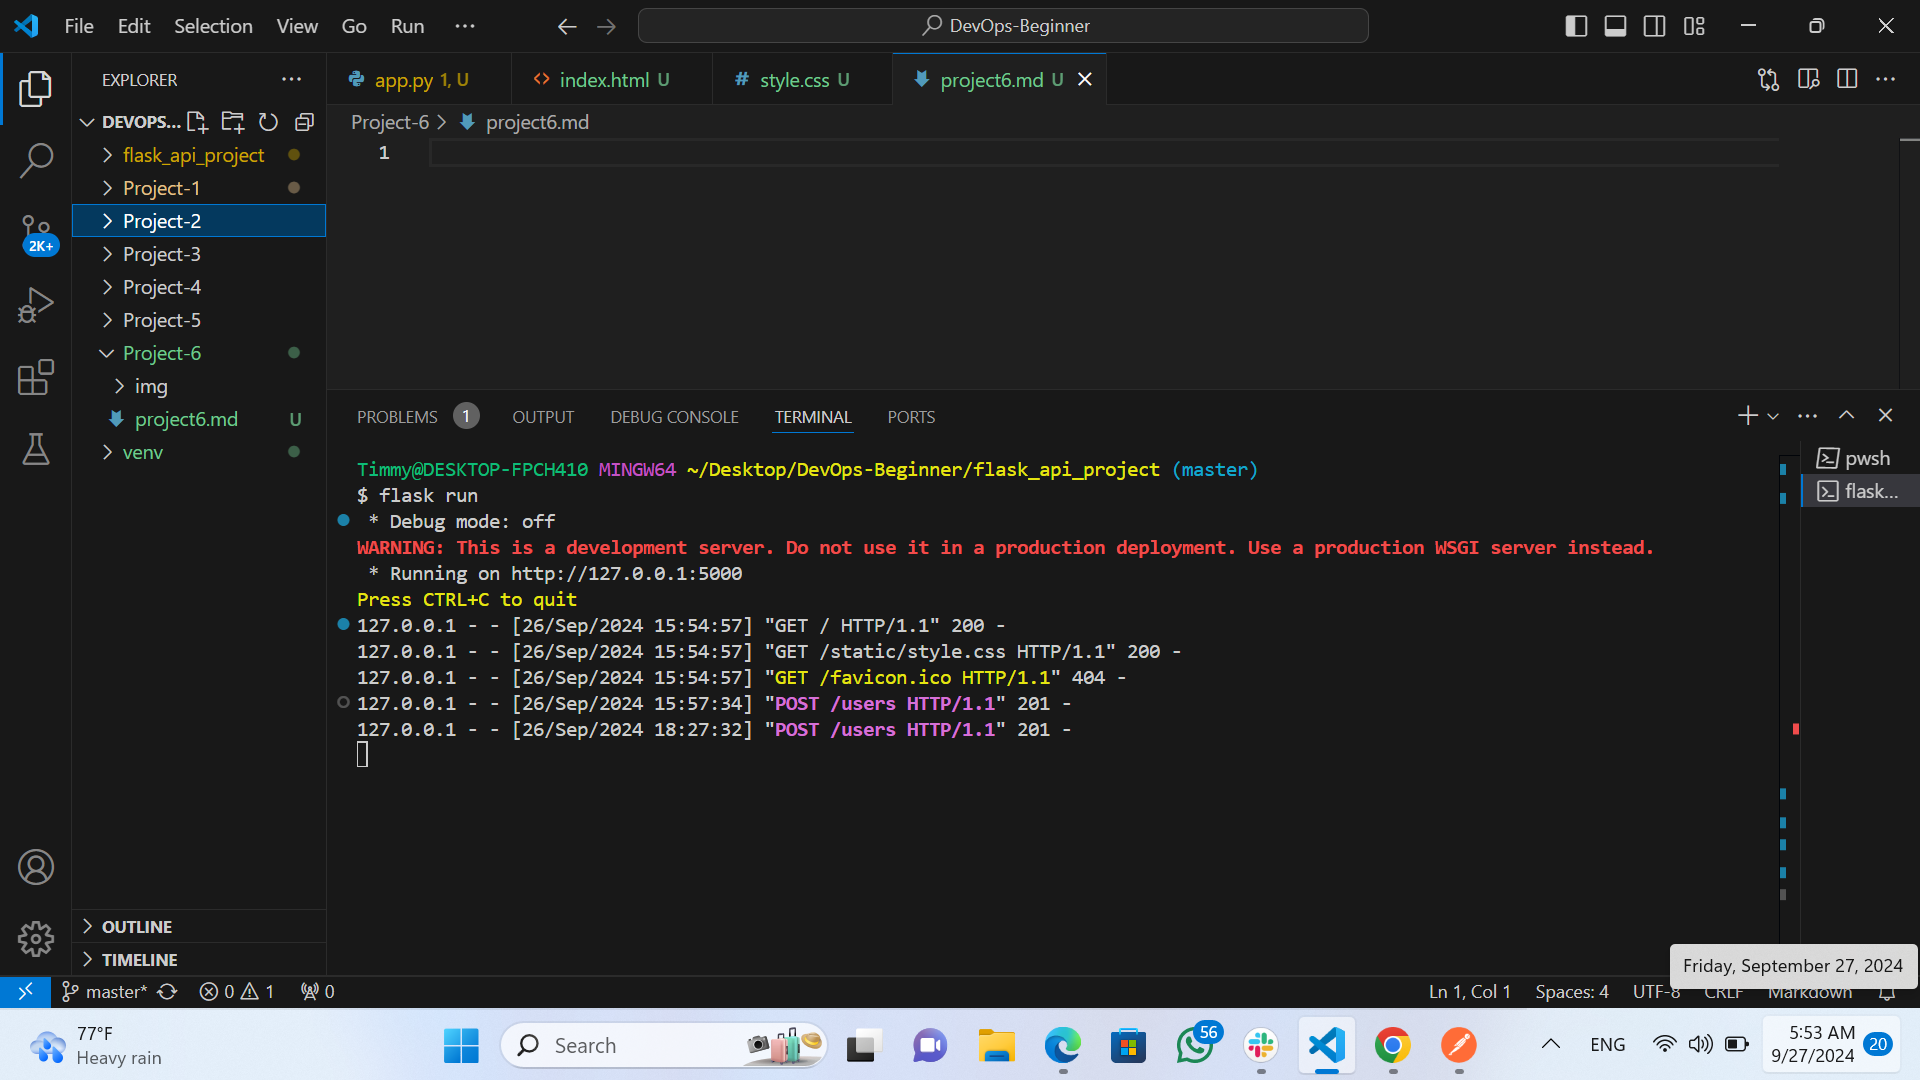 File Edit Selection View Go Run ···
DevOps-Beginner
EXPLORER
app.py 1, U
index.html U
style.css U
project6.md U
DEVOPS...
Project-6 > project6.md
1
flask_api_project
Project-1
Project-2
Project-3
Project-4
Project-5
Project-6
img
project6.md U
venv
2K+
PROBLEMS 1 OUTPUT DEBUG CONSOLE TERMINAL PORTS
pwsh
flask...
Timmy@DESKTOP-FPCH410 MINGW64 ~/Desktop/DevOps-Beginner/flask_api_project (master)
$ flask run
 * Debug mode: off
WARNING: This is a development server. Do not use it in a production deployment. Use a production WSGI server instead.
 * Running on http://127.0.0.1:5000
Press CTRL+C to quit
127.0.0.1 - - [26/Sep/2024 15:54:57] "GET / HTTP/1.1" 200 -
127.0.0.1 - - [26/Sep/2024 15:54:57] "GET /static/style.css HTTP/1.1" 200 -
127.0.0.1 - - [26/Sep/2024 15:54:57] "GET /favicon.ico HTTP/1.1" 404 -
127.0.0.1 - - [26/Sep/2024 15:57:34] "POST /users HTTP/1.1" 201 -
127.0.0.1 - - [26/Sep/2024 18:27:32] "POST /users HTTP/1.1" 201 -
OUTLINE
TIMELINE
Friday, September 27, 2024
master* 0 1 0
Ln 1, Col 1 Spaces: 4 UTF-8 CRLF Markdown
77°F
Heavy rain
Search
56
ENG
5:53 AM
9/27/2024
20